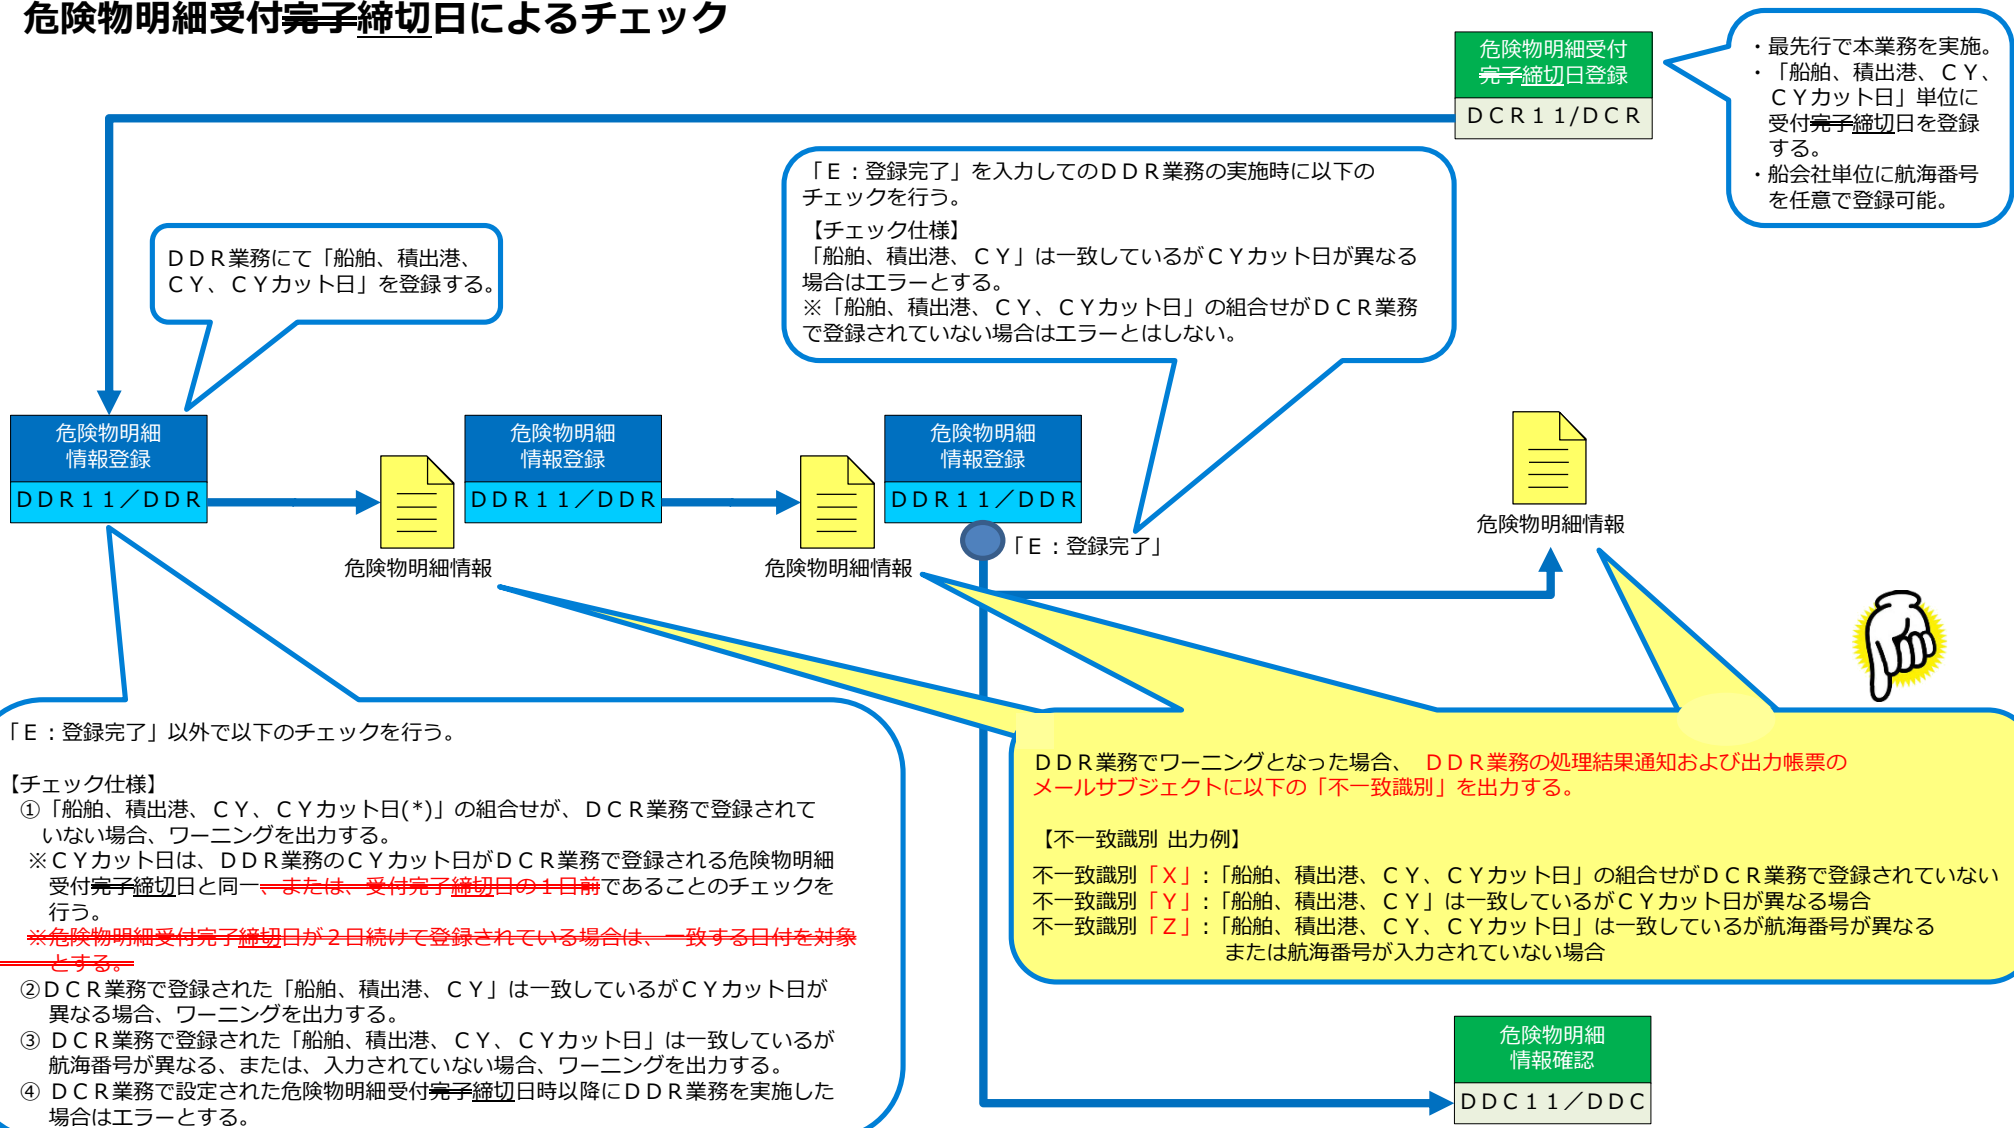 危険物明細受付完了締切日によるチェック
危険物明細受付
完了締切日登録
ＤＣＲ１１/ＤＣＲ
・最先行で本業務を実施。
・「船舶、積出港、ＣＹ、
ＣＹカット日」単位に
受付完了締切日を登録
する。
・船会社単位に航海番号
を任意で登録可能。
「Ｅ：登録完了」を入力してのＤＤＲ業務の実施時に以下の
チェックを行う。
【チェック仕様】
「船舶、積出港、ＣＹ」は一致しているがＣＹカット日が異なる
場合はエラーとする。
※「船舶、積出港、ＣＹ、ＣＹカット日」の組合せがＤＣＲ業務
で登録されていない場合はエラーとはしない。
ＤＤＲ業務にて「船舶、積出港、
ＣＹ、ＣＹカット日」を登録する。
危険物明細
情報登録
ＤＤＲ１１／ＤＤＲ
危険物明細情報
危険物明細
情報登録
ＤＤＲ１１／ＤＤＲ
危険物明細情報
危険物明細
情報登録
ＤＤＲ１１／ＤＤＲ
「Ｅ：登録完了」
危険物明細情報
「Ｅ：登録完了」以外で以下のチェックを行う。
【チェック仕様】
①「船舶、積出港、ＣＹ、ＣＹカット日(*)」の組合せが、ＤＣＲ業務で登録されて
いない場合、ワーニングを出力する。
※ＣＹカット日は、ＤＤＲ業務のＣＹカット日がＤＣＲ業務で登録される危険物明細
受付完了締切日と同一、または、受付完了締切日の１日前であることのチェックを
行う。
※危険物明細受付完了締切日が２日続けて登録されている場合は、一致する日付を対象
とする。
②ＤＣＲ業務で登録された「船舶、積出港、ＣＹ」は一致しているがＣＹカット日が
異なる場合、ワーニングを出力する。
③ ＤＣＲ業務で登録された「船舶、積出港、ＣＹ、ＣＹカット日」は一致しているが
航海番号が異なる、または、入力されていない場合、ワーニングを出力する。
④ ＤＣＲ業務で設定された危険物明細受付完了締切日時以降にＤＤＲ業務を実施した
場合はエラーとする。
ＤＤＲ業務でワーニングとなった場合、 ＤＤＲ業務の処理結果通知および出力帳票の
メールサブジェクトに以下の「不一致識別」を出力する。
【不一致識別 出力例】
不一致識別「Ｘ」:「船舶、積出港、ＣＹ、ＣＹカット日」の組合せがＤＣＲ業務で登録されていない
不一致識別「Ｙ」:「船舶、積出港、ＣＹ」は一致しているがＣＹカット日が異なる場合
不一致識別「Ｚ」:「船舶、積出港、ＣＹ、ＣＹカット日」は一致しているが航海番号が異なる
または航海番号が入力されていない場合
危険物明細
情報確認
ＤＤＣ１１／ＤＤＣ